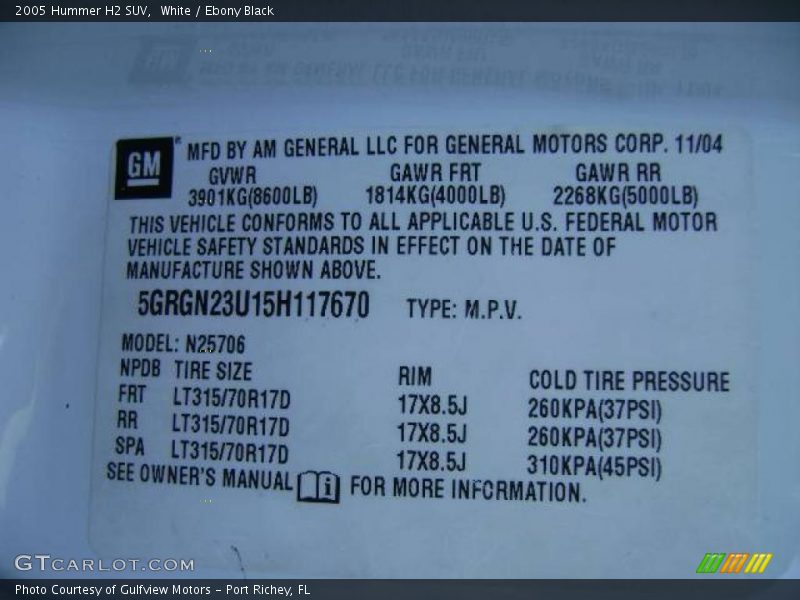 2005 Hummer H2 SUV,  White / Ebony Black
GM MFD BY AM GENERAL LLC FOR GENERAL MOTORS CORP. 11/04
GVWR GAWR FRT GAWR RR
3901KG(8600LB) 1814KG(4000LB) 2268KG(5000LB)
THIS VEHICLE CONFORMS TO ALL APPLICABLE U.S. FEDERAL MOTOR
VEHICLE SAFETY STANDARDS IN EFFECT ON THE DATE OF
MANUFACTURE SHOWN ABOVE.
5GRGN23U15H117670 TYPE: M.P.V.
MODEL: N25706
NPDB TIRE SIZE RIM COLD TIRE PRESSURE
FRT LT315/70R17D 17X8.5J 260KPA(37PSI)
RR LT315/70R17D 17X8.5J 260KPA(37PSI)
SPA LT315/70R17D 17X8.5J 310KPA(45PSI)
SEE OWNER'S MANUAL i FOR MORE INFORMATION.
GTCARLOT.COM
Photo Courtesy of Gulfview Motors - Port Richey, FL